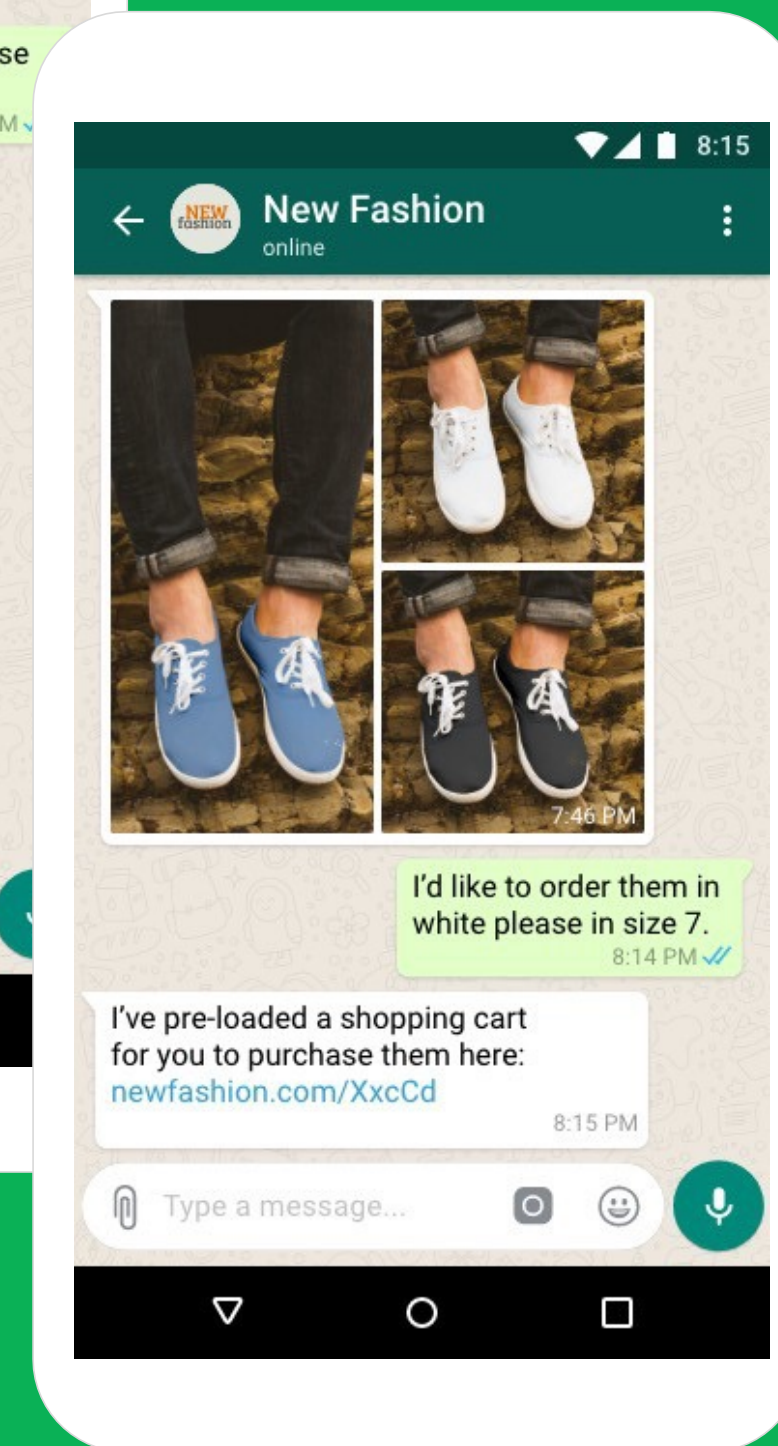 se
M
8:15
NEW
fashion
New Fashion
online
7:46 PM
I'd like to order them in
white please in size 7.
8:14 PM
I've pre-loaded a shopping cart
for you to purchase them here:
newfashion.com/XxcCd
8:15 PM
Type a message...